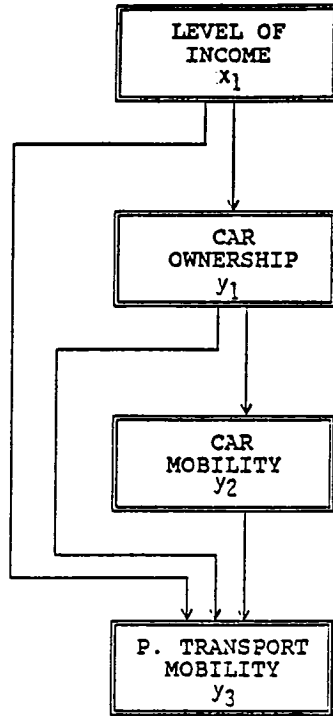 LEVEL OF
INCOME
x1
CAR
OWNERSHIP
y1
CAR
MOBILITY
y2
P. TRANSPORT
MOBILITY
y3